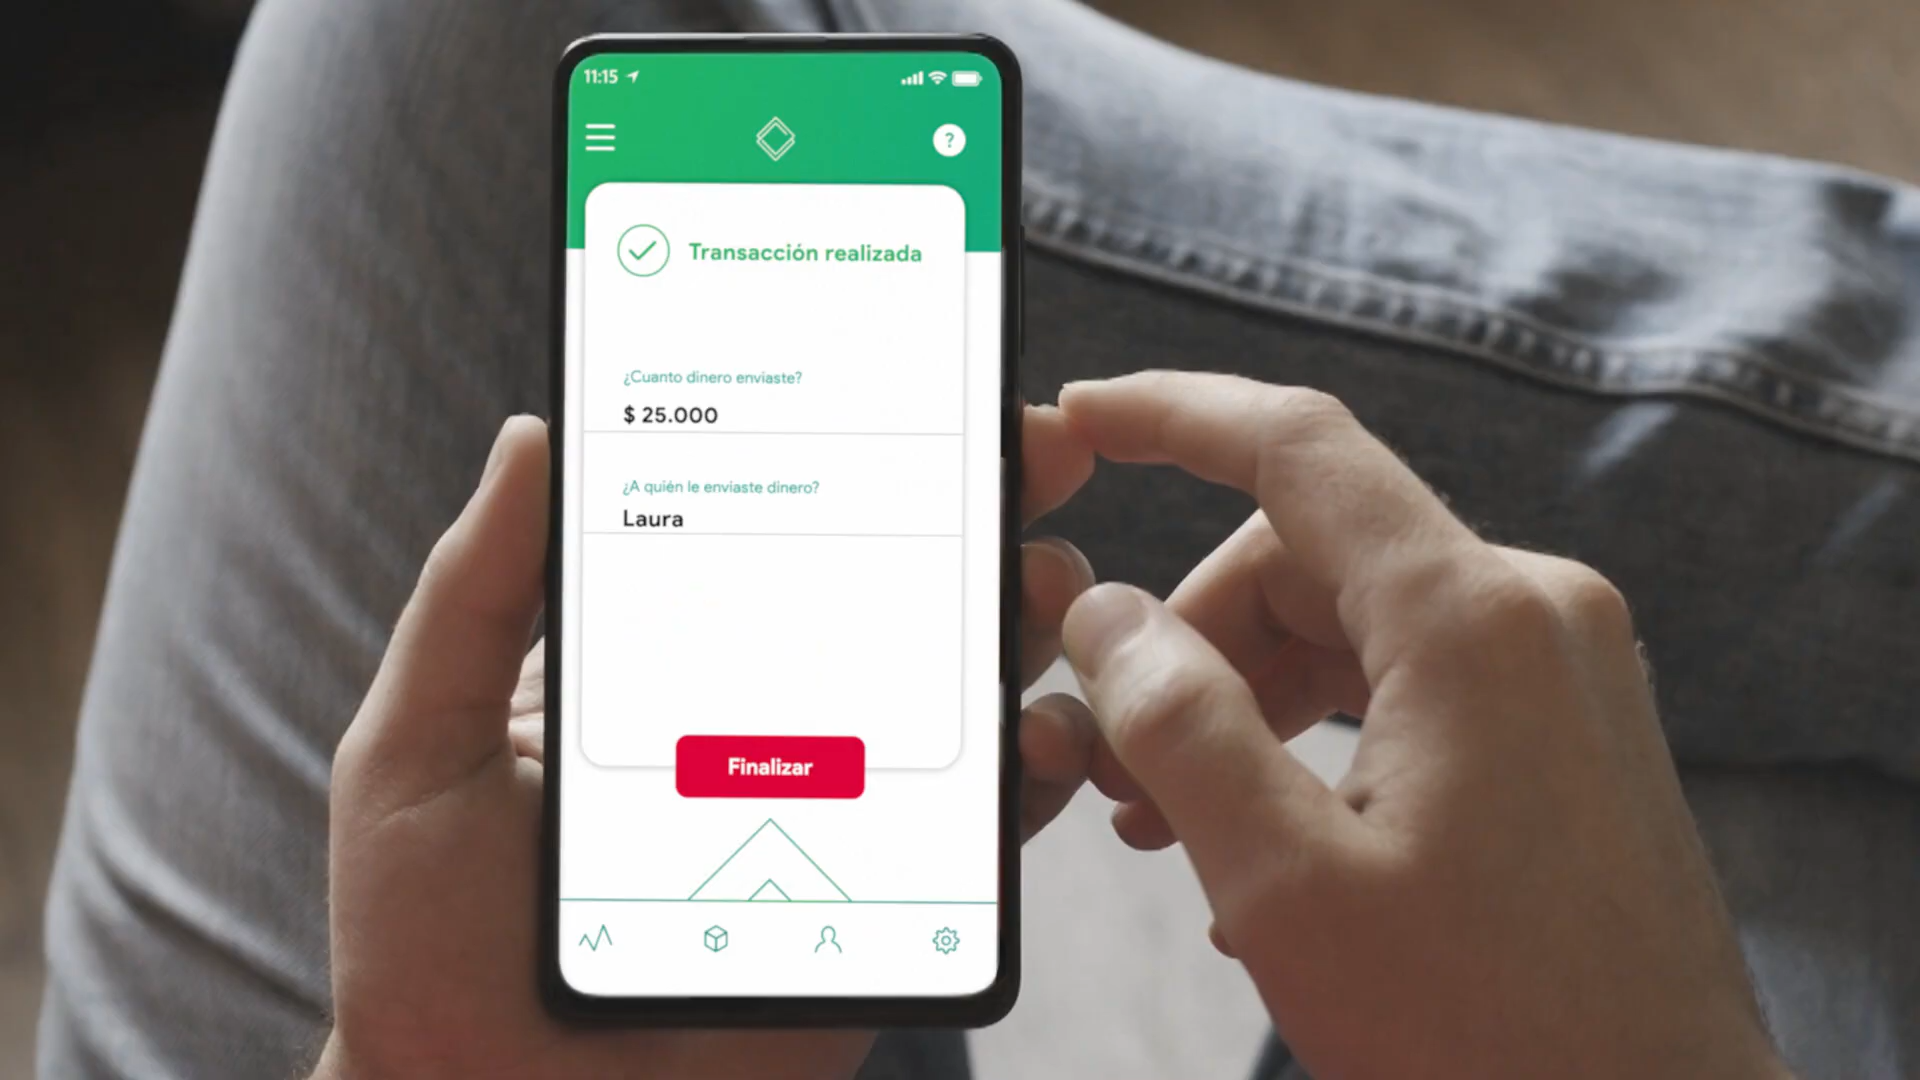 11:15
?
Transacción realizada
¿Cuanto dinero enviaste?
$ 25.000
¿A quién le enviaste dinero?
Laura
Finalizar